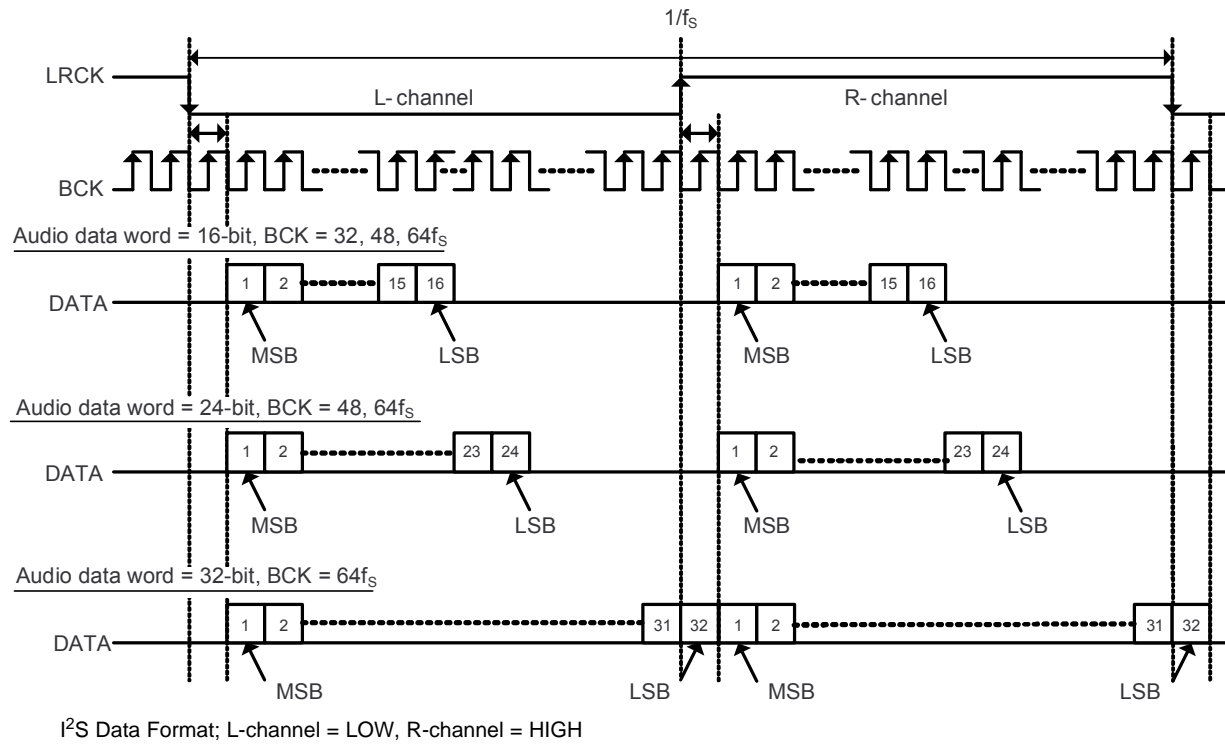 1/fS
LRCK
L- channel
R- channel
BCK
Audio data word = 16-bit, BCK = 32, 48, 64fS
DATA
1 2 15 16 1 2 15 16
MSB LSB MSB LSB
Audio data word = 24-bit, BCK = 48, 64fS
DATA
1 2 23 24 1 2 23 24
MSB LSB MSB LSB
Audio data word = 32-bit, BCK = 64fS
DATA
1 2 31 32 1 2 31 32
MSB LSB MSB LSB
I²S Data Format; L-channel = LOW, R-channel = HIGH